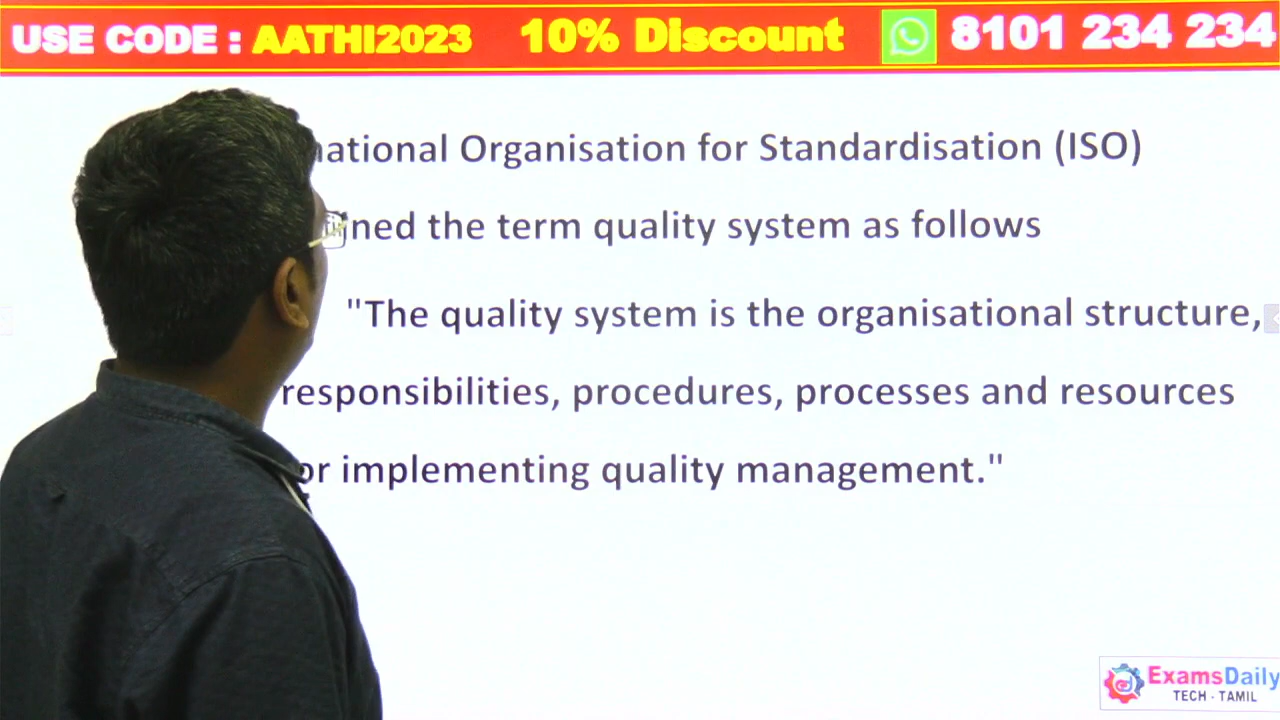 USE CODE : AATHI2023 10% Discount 8101 234 234
national Organisation for Standardisation (ISO)
ned the term quality system as follows
"The quality system is the organisational structure,
responsibilities, procedures, processes and resources
or implementing quality management."
ExamsDaily
TECH - TAMIL